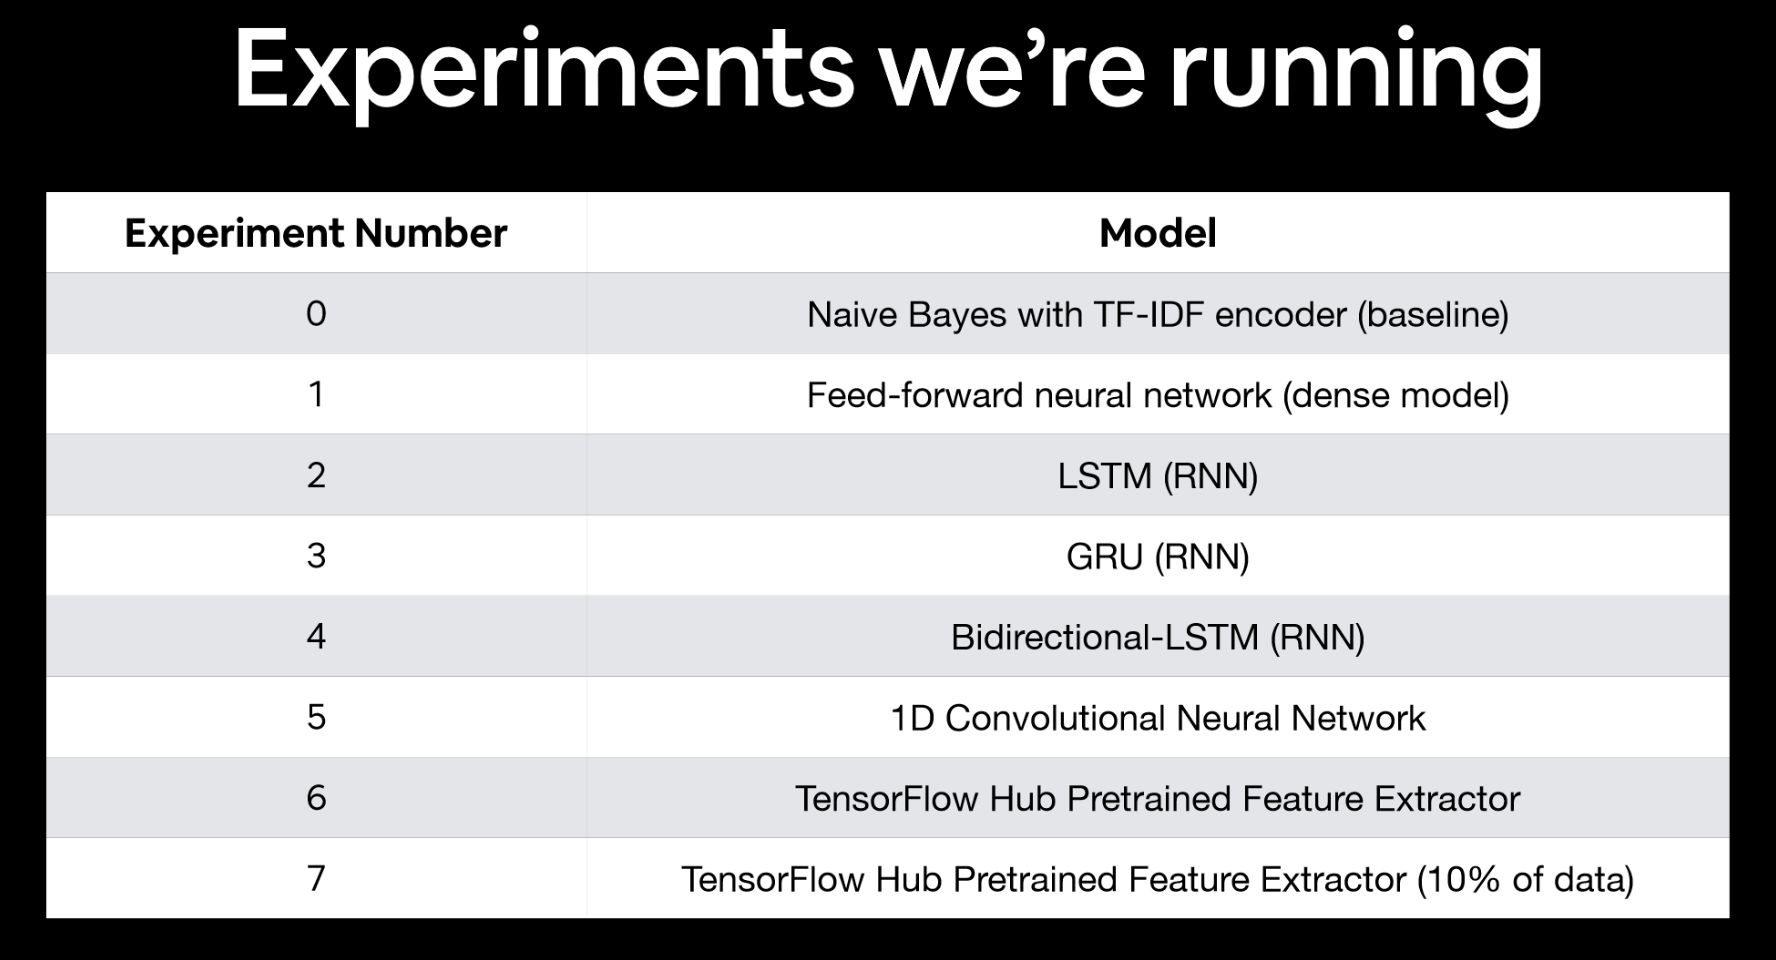 Experiments we’re running
Experiment Number Model
0 Naive Bayes with TF-IDF encoder (baseline)
1 Feed-forward neural network (dense model)
2 LSTM (RNN)
3 GRU (RNN)
4 Bidirectional-LSTM (RNN)
5 1D Convolutional Neural Network
6 TensorFlow Hub Pretrained Feature Extractor
7 TensorFlow Hub Pretrained Feature Extractor (10% of data)